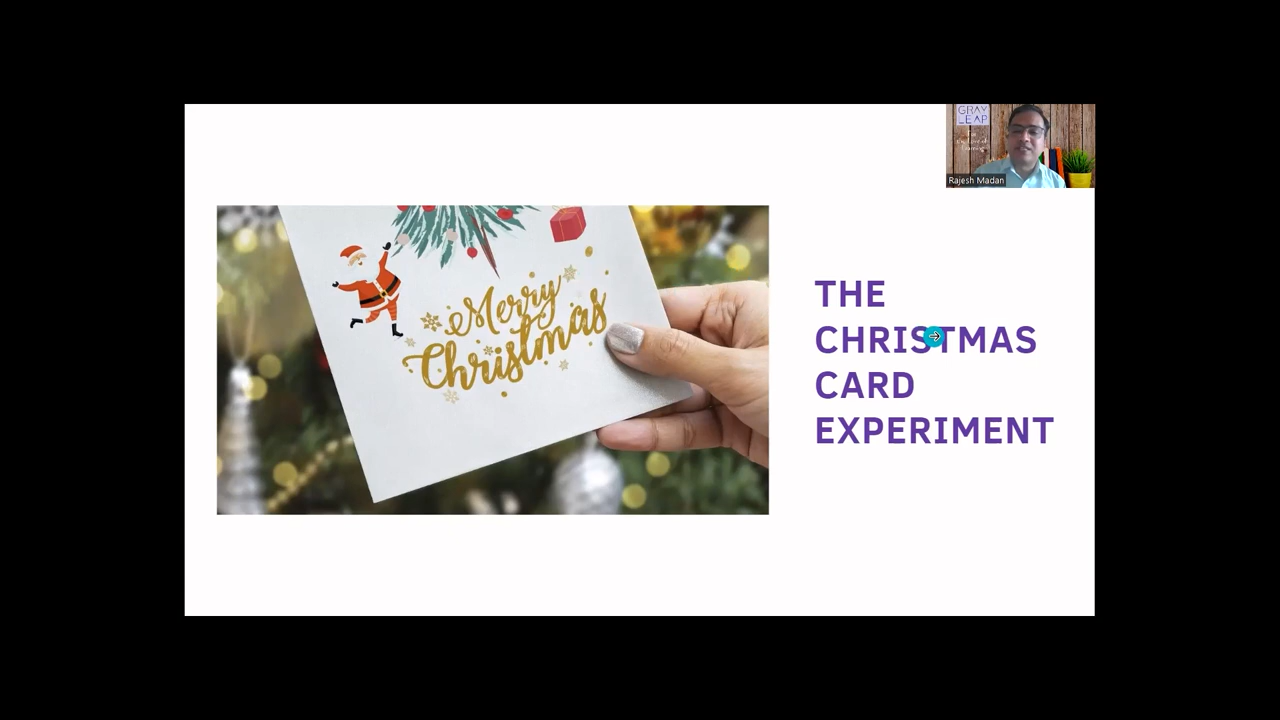 GRAY
LEAP
Rajesh Madan
Merry
Christmas
THE
CHRISTMAS
CARD
EXPERIMENT